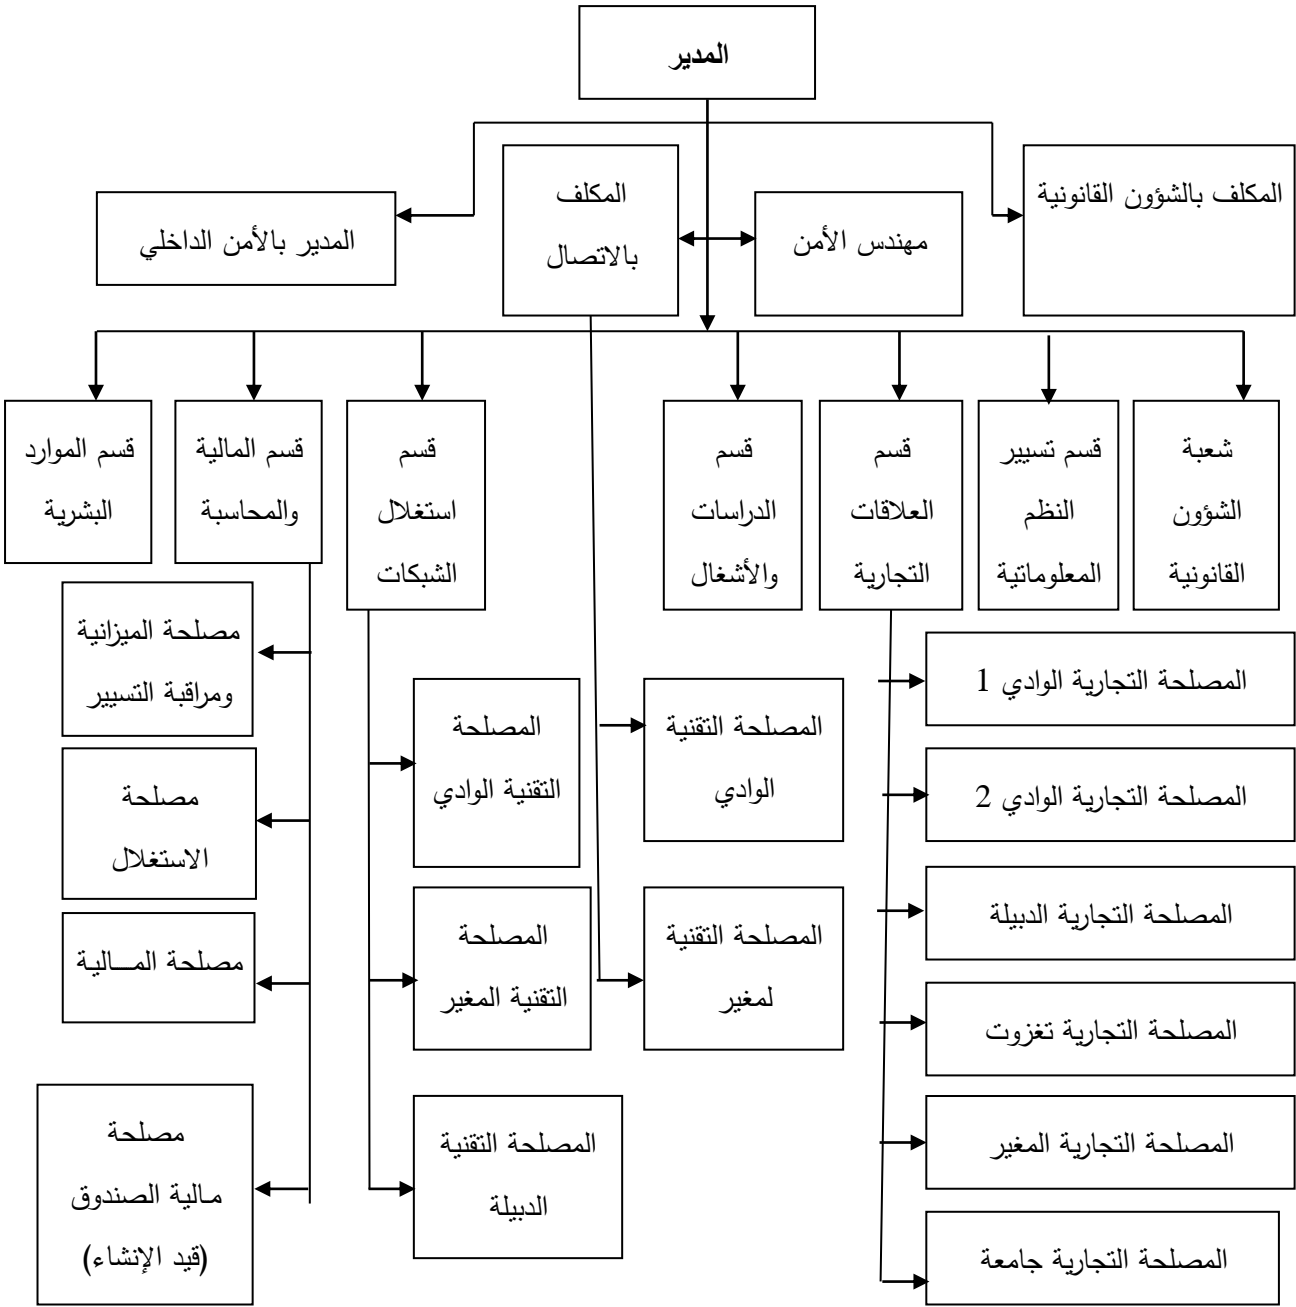 المدير
المكلف بالشؤون القانونية
مهندس الأمن
المكلف
بالاتصال
المدير بالأمن الداخلي
شعبة
الشؤون
القانونية
قسم تسيير
النظم
المعلوماتية
قسم
العلاقات
التجارية
قسم
الدراسات
والأشغال
قسم
استغلال
الشبكات
قسم المالية
والمحاسبة
قسم الموارد
البشرية
المصلحة التجارية الوادي 1
المصلحة التجارية الوادي 2
المصلحة التجارية الدبيلة
المصلحة التجارية تغزوت
المصلحة التجارية المغير
المصلحة التجارية جامعة
المصلحة التقنية
الوادي
المصلحة التقنية
لمغير
المصلحة
التقنية الوادي
المصلحة
التقنية المغير
المصلحة التقنية
الدبيلة
مصلحة الميزانية
ومراقبة التسيير
مصلحة
الاستغلال
مصلحة المـــالية
مصلحة
مالية الصندوق
(قيد الإنشاء)